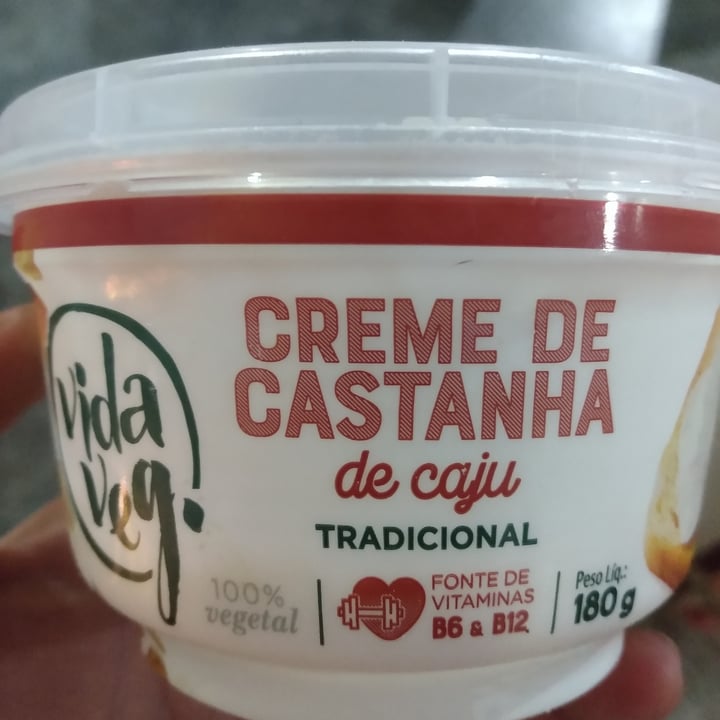 vida
veg.
CREME DE
CASTANHA
de caju
TRADICIONAL
100%
vegetal
FONTE DE
VITAMINAS
B6 & B12
Peso Líq.:
180g